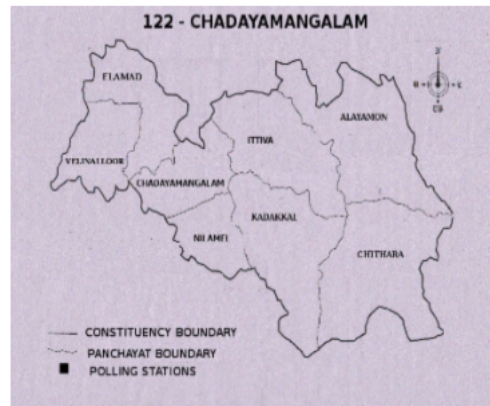 122 - CHADAYAMANGALAM
ELAMAD
ALAYAMON
ITTIVA
VELINALLOOR
CHADAYAMANGALAM
KADAKKAL
NILAMEL
CHITHARA
CONSTITUENCY BOUNDARY
PANCHAYAT BOUNDARY
POLLING STATIONS